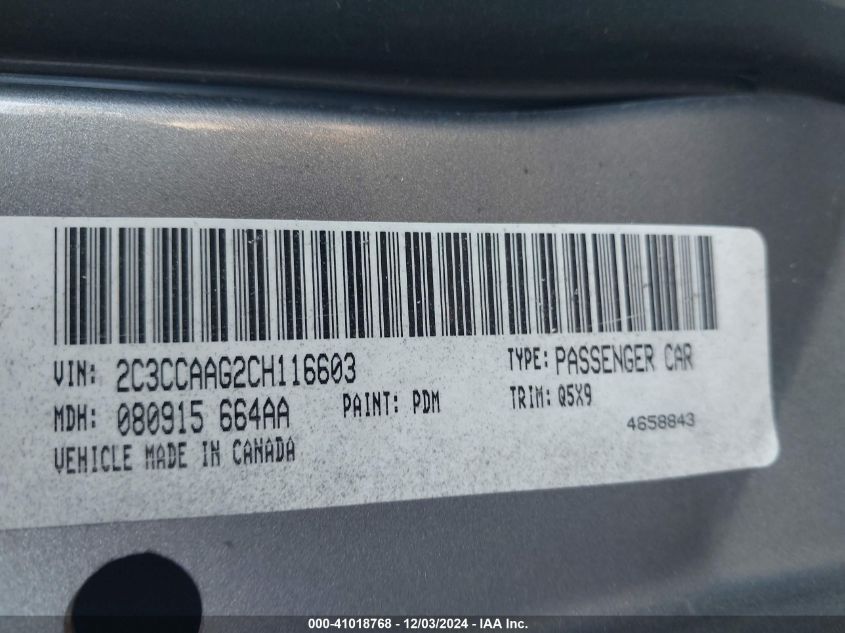 VIN: 2C3CCAAG2CH116603 TYPE: PASSENGER CAR
MDH: 080915 664AA PAINT: PDM TRIM: Q5X9
VEHICLE MADE IN CANADA 4658843
000-41018768 - 12/03/2024 - IAA Inc.